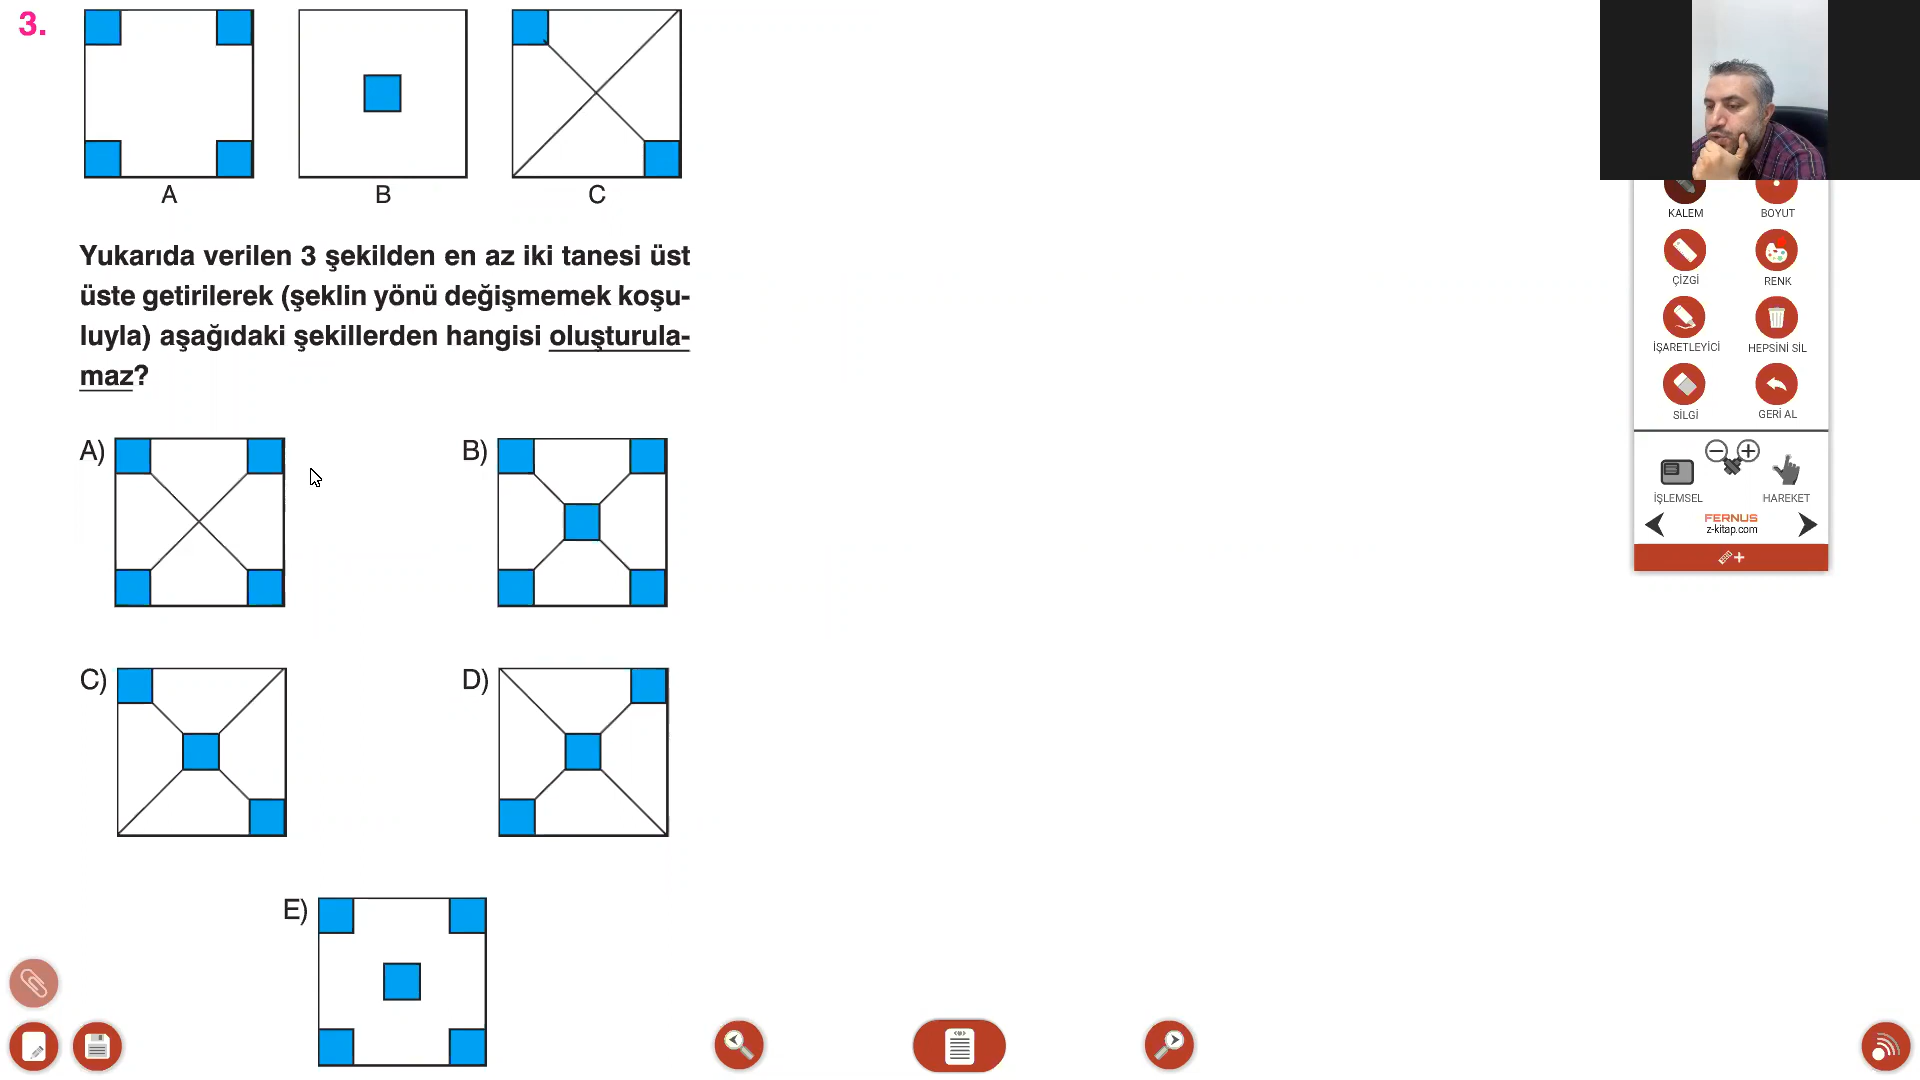 3.
A
B
C
Yukarıda verilen 3 şekilden en az iki tanesi üst
üste getirilerek (şeklin yönü değişmemek koşu-
luyla) aşağıdaki şekillerden hangisi oluşturula-
maz?
A)
B)
C)
D)
E)
KALEM
BOYUT
ÇİZGİ
RENK
İŞARETLEYİCİ
HEPSİNİ SİL
SİLGİ
GERİ AL
İŞLEMSEL
HAREKET
FERNUS
z-kitap.com